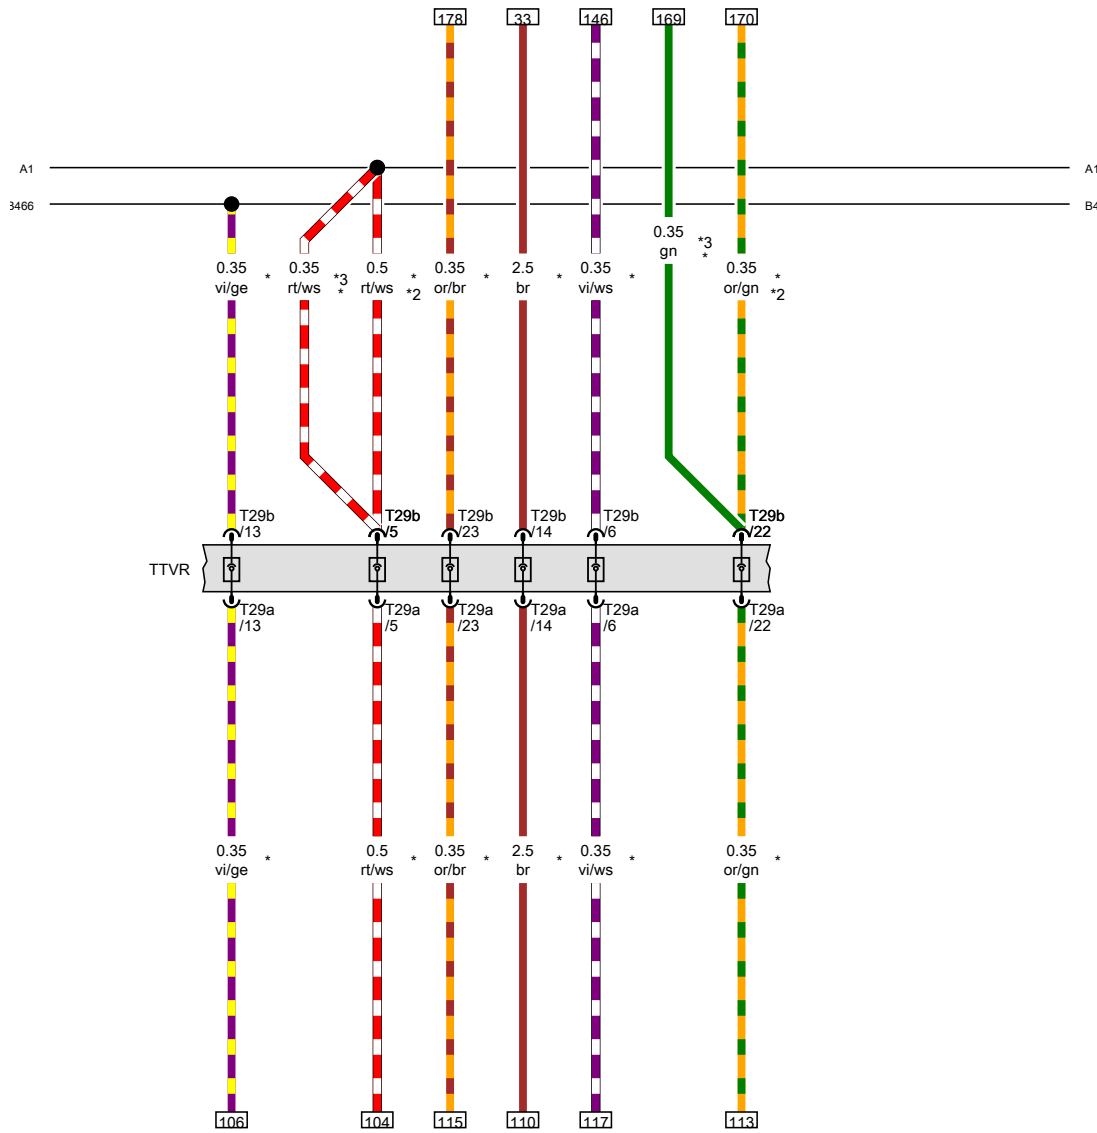 178 33 146 169 170
A1 A1
B466 B4
0.35 *3
gn *
0.35 * 0.35 *3 0.5 * 0.35 * 2.5 * 0.35 * 0.35 *
vi/ge rt/ws * rt/ws *2 or/br br vi/ws or/gn *2
T29b T29b T29b T29b T29b T29b
/13 /5 /23 /14 /6 /22
TTVR
T29a T29a T29a T29a T29a T29a
/13 /5 /23 /14 /6 /22
0.35 * 0.5 * 0.35 * 2.5 * 0.35 * 0.35 *
vi/ge rt/ws or/br br vi/ws or/gn
106 104 115 110 117 113